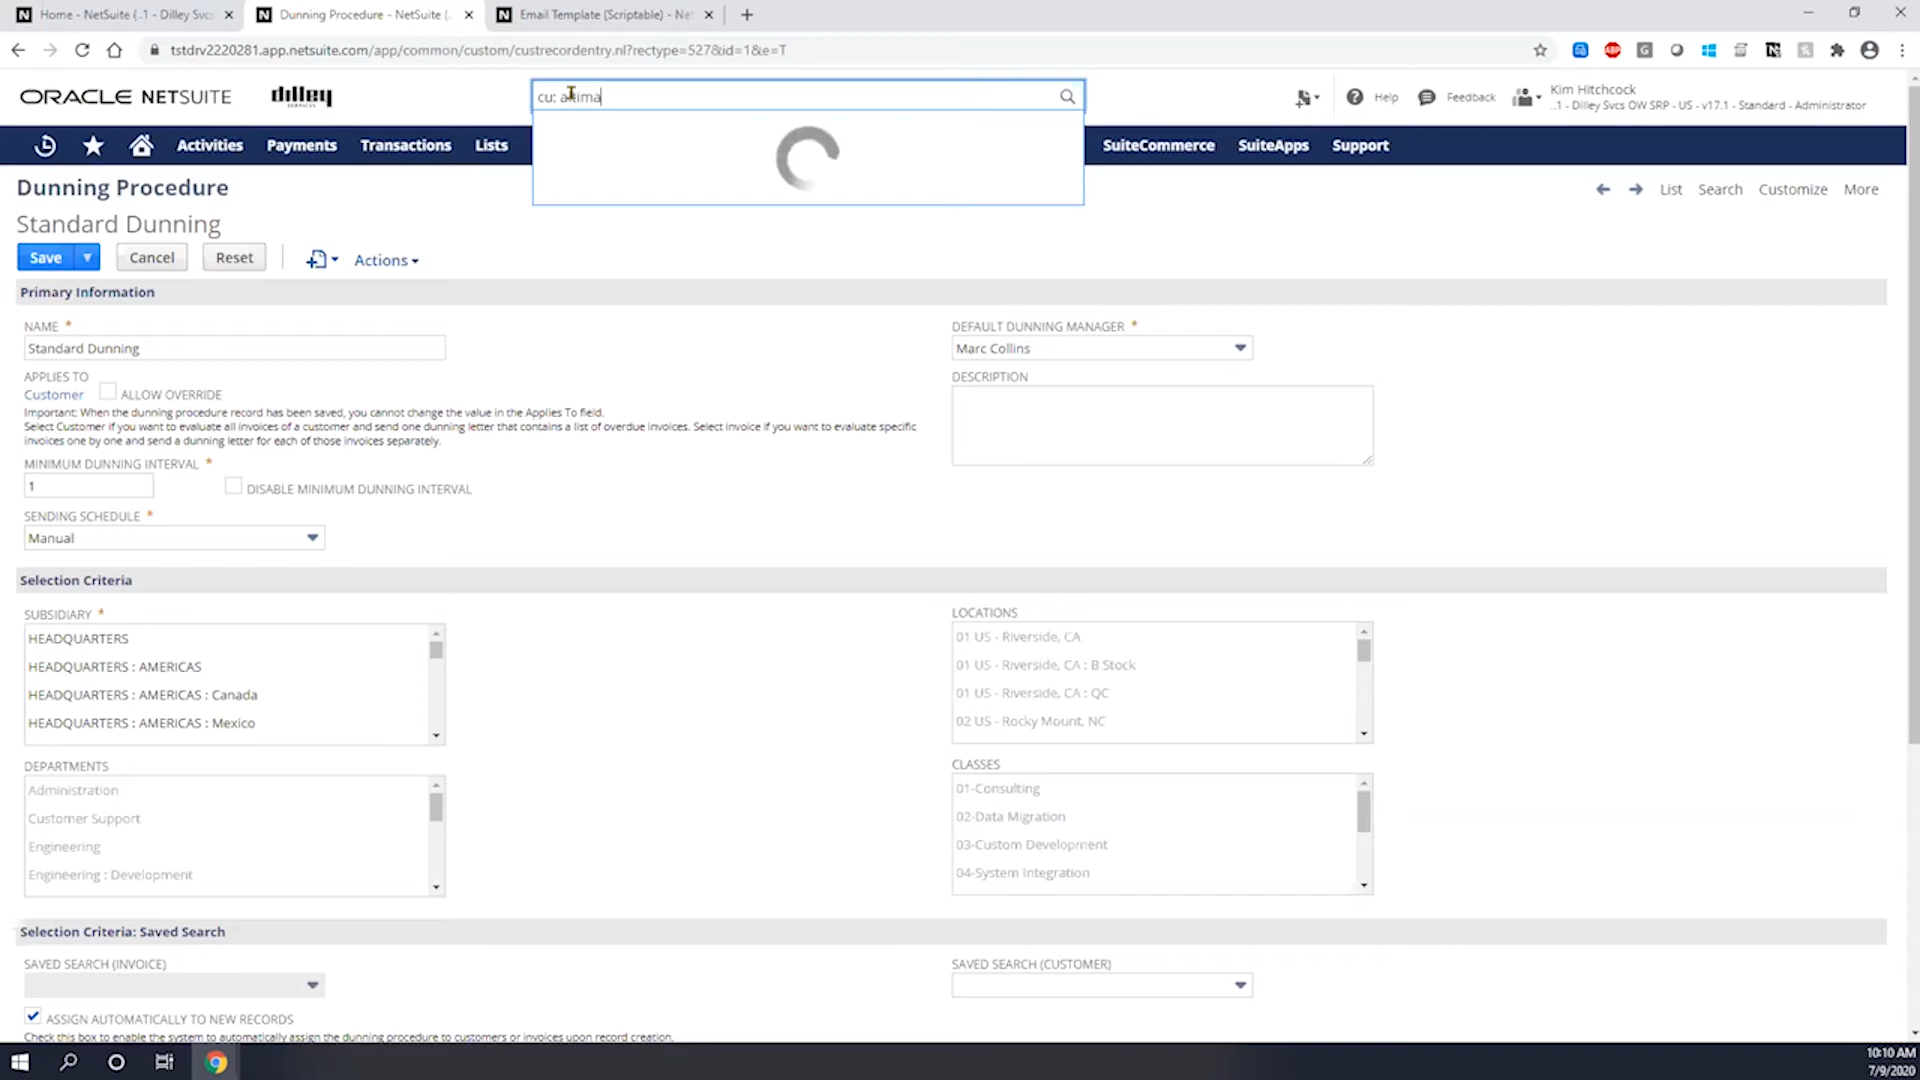 Home - NetSuite (..1 - Dilley Svcs
Dunning Procedure - NetSuite (.
Email Template (Scriptable) - Net
tstdrv2220281.app.netsuite.com/app/common/custom/custrecordentry.nl?rectype=527&id=1&e=T
ORACLE NETSUITE
dilley
SERVICES
cu:
Help
Feedback
Kim Hitchcock
..1 - Dilley Svcs OW SRP - US - v17.1 - Standard - Administrator
Activities
Payments
Transactions
Lists
SuiteCommerce
SuiteApps
Support
Dunning Procedure
List
Search
Customize
More
Standard Dunning
Save
Cancel
Reset
Actions
Primary Information
NAME *
Standard Dunning
DEFAULT DUNNING MANAGER *
Marc Collins
APPLIES TO
Customer
ALLOW OVERRIDE
DESCRIPTION
Important: When the dunning procedure record has been saved, you cannot change the value in the Applies To field.
Select Customer if you want to evaluate all invoices of a customer and send one dunning letter that contains a list of overdue invoices. Select invoice if you want to evaluate specific
invoices one by one and send a dunning letter for each of those invoices separately.
MINIMUM DUNNING INTERVAL *
1
DISABLE MINIMUM DUNNING INTERVAL
SENDING SCHEDULE *
Manual
Selection Criteria
SUBSIDIARY *
HEADQUARTERS
HEADQUARTERS : AMERICAS
HEADQUARTERS : AMERICAS : Canada
HEADQUARTERS : AMERICAS : Mexico
LOCATIONS
01 US - Riverside, CA
01 US - Riverside, CA : B Stock
01 US - Riverside, CA : QC
02 US - Rocky Mount, NC
DEPARTMENTS
Administration
Customer Support
Engineering
Engineering : Development
CLASSES
01-Consulting
02-Data Migration
03-Custom Development
04-System Integration
Selection Criteria: Saved Search
SAVED SEARCH (INVOICE)
SAVED SEARCH (CUSTOMER)
ASSIGN AUTOMATICALLY TO NEW RECORDS
Check this box to enable the system to automatically assign the dunning procedure to customers or invoices upon record creation.
10:10 AM
7/9/2020